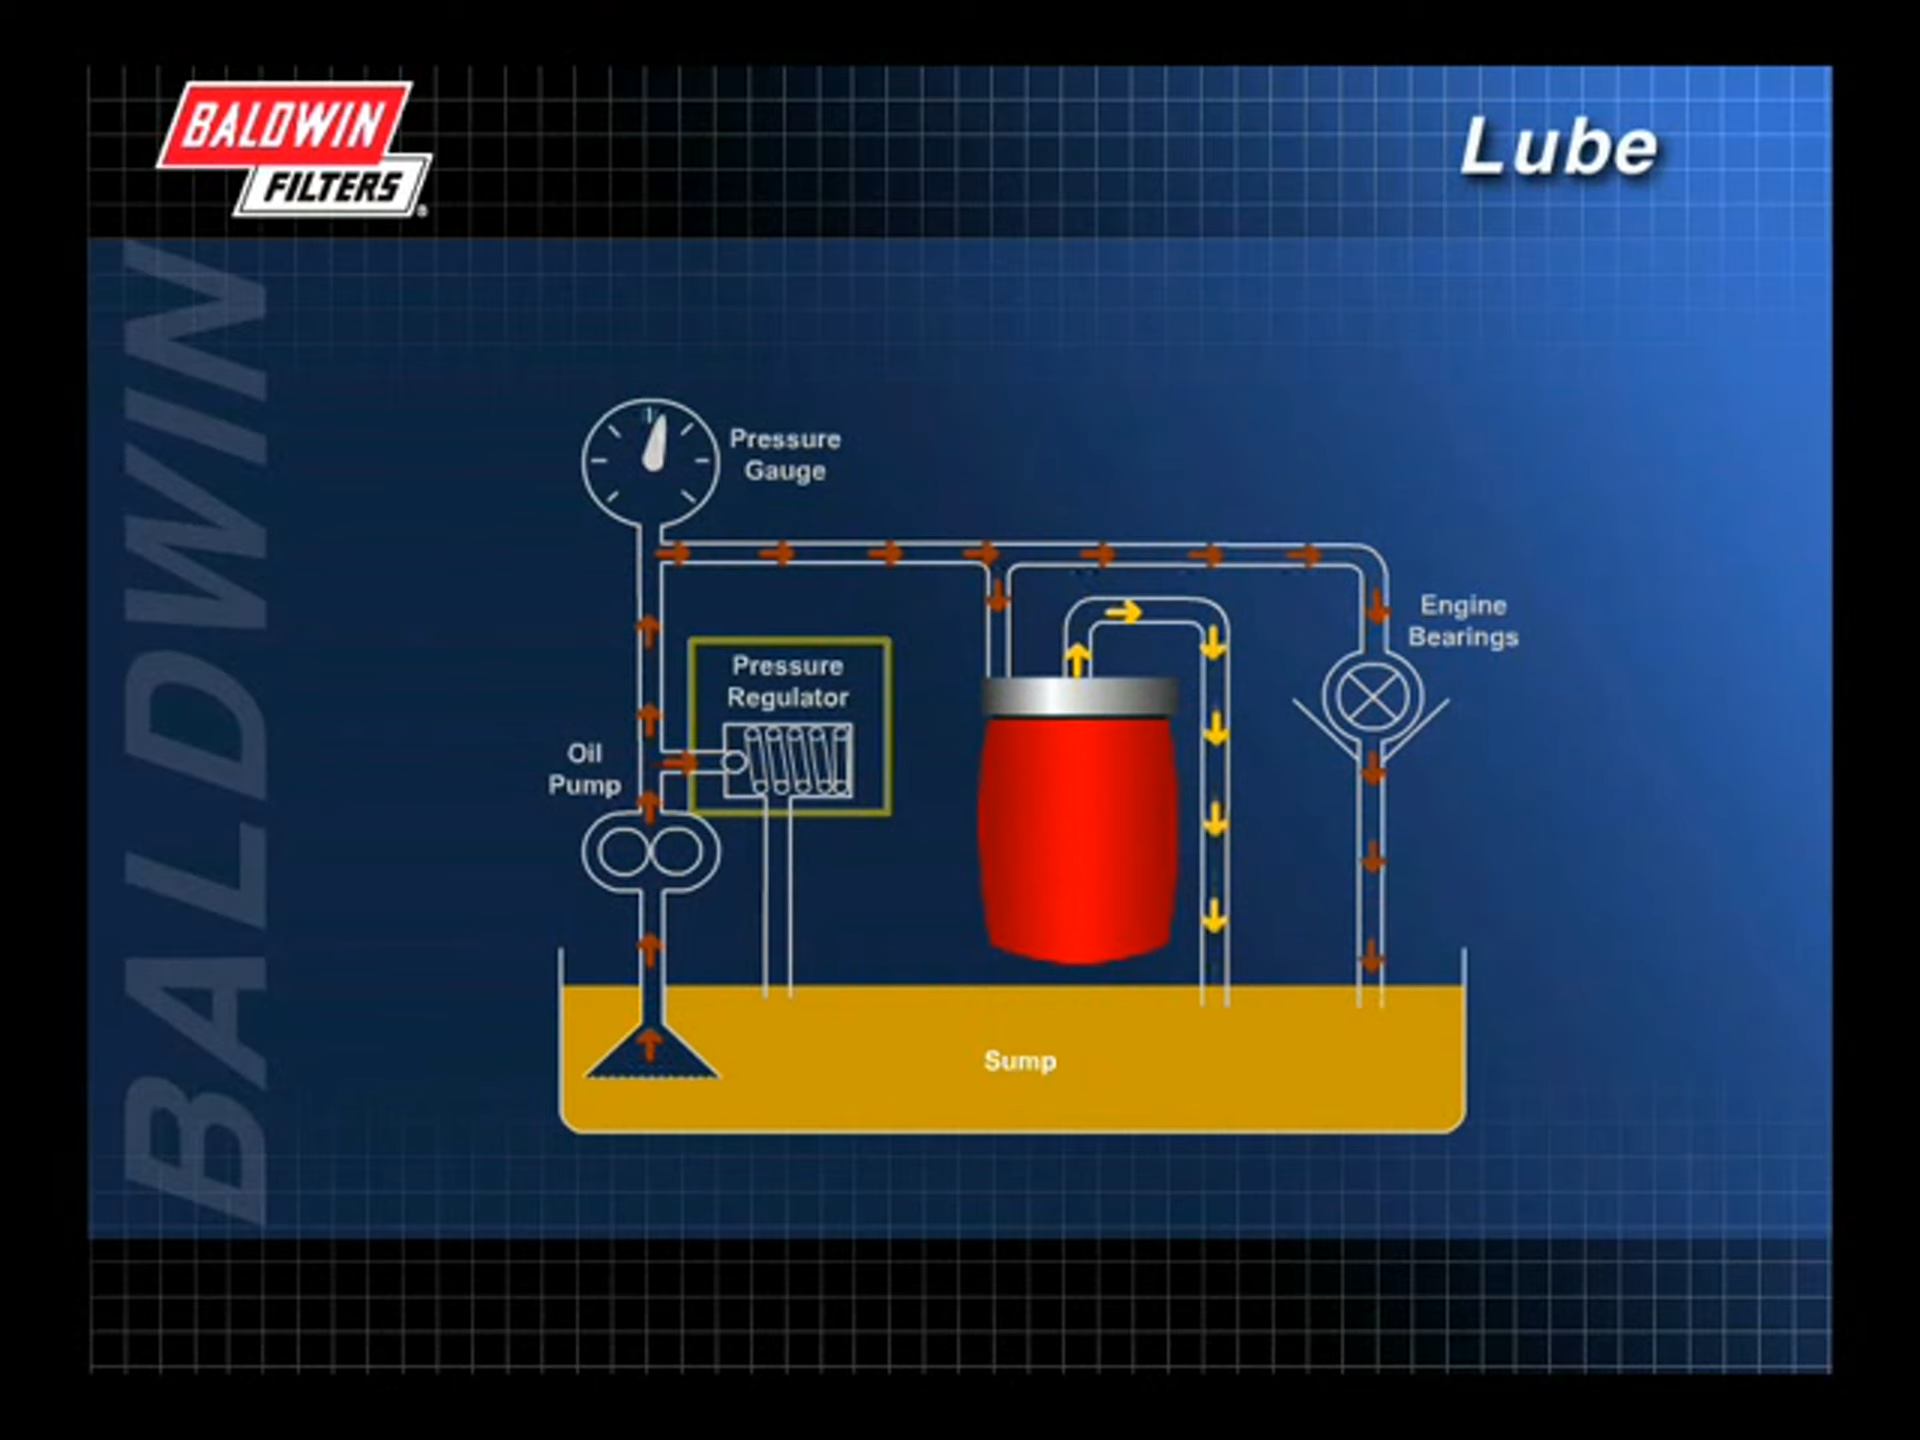 BALDWIN
FILTERS®
Lube
BALDWIN
Pressure
Gauge
Engine
Bearings
Pressure
Regulator
Oil
Pump
Sump